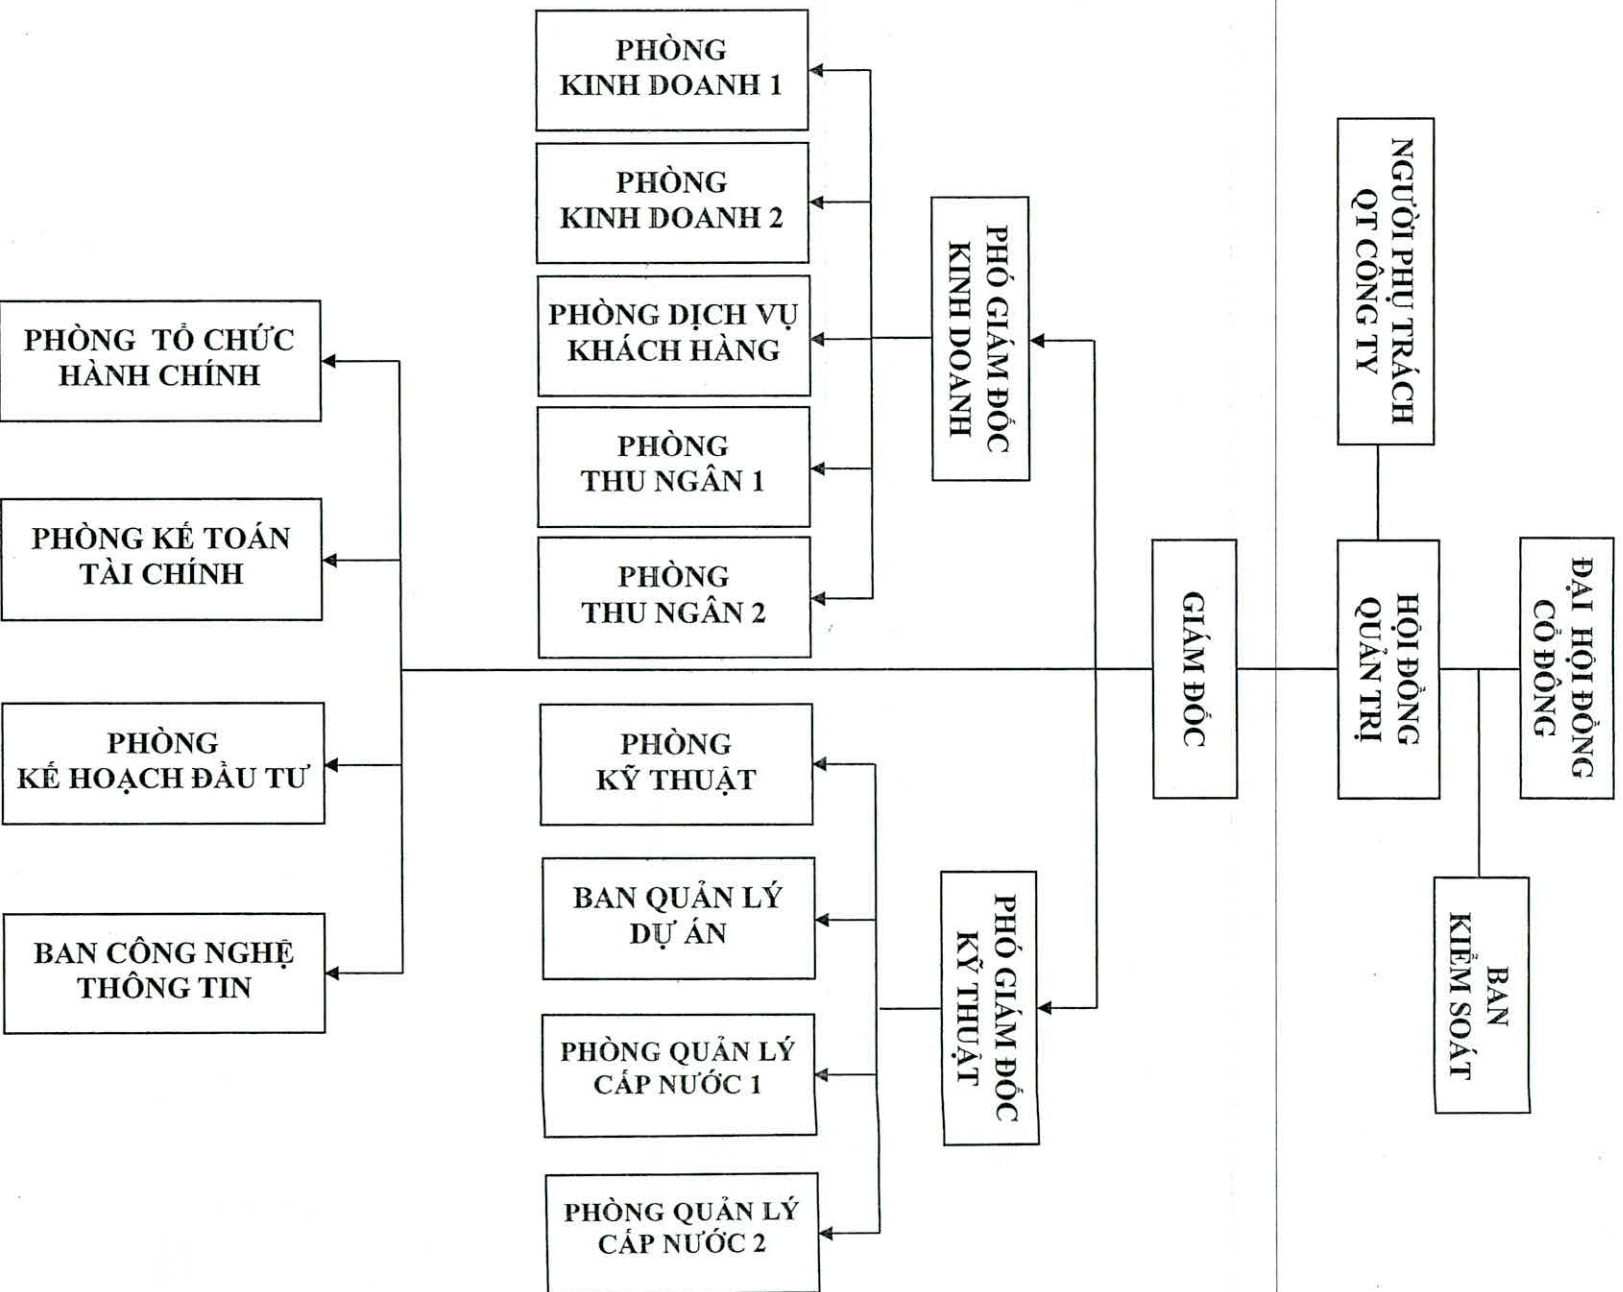 ĐẠI HỘI ĐỒNG
CỔ ĐÔNG
BAN
KIỂM SOÁT
HỘI ĐỒNG
QUẢN TRỊ
NGƯỜI PHỤ TRÁCH
QT CÔNG TY
GIÁM ĐỐC
PHÓ GIÁM ĐỐC
KINH DOANH
PHÓ GIÁM ĐỐC
KỸ THUẬT
PHÒNG
KINH DOANH 1
PHÒNG
KINH DOANH 2
PHÒNG DỊCH VỤ
KHÁCH HÀNG
PHÒNG
THU NGÂN 1
PHÒNG
THU NGÂN 2
PHÒNG
KỸ THUẬT
BAN QUẢN LÝ
DỰ ÁN
PHÒNG QUẢN LÝ
CẤP NƯỚC 1
PHÒNG QUẢN LÝ
CẤP NƯỚC 2
PHÒNG TỔ CHỨC
HÀNH CHÍNH
PHÒNG KẾ TOÁN
TÀI CHÍNH
PHÒNG
KẾ HOẠCH ĐẦU TƯ
BAN CÔNG NGHỆ
THÔNG TIN